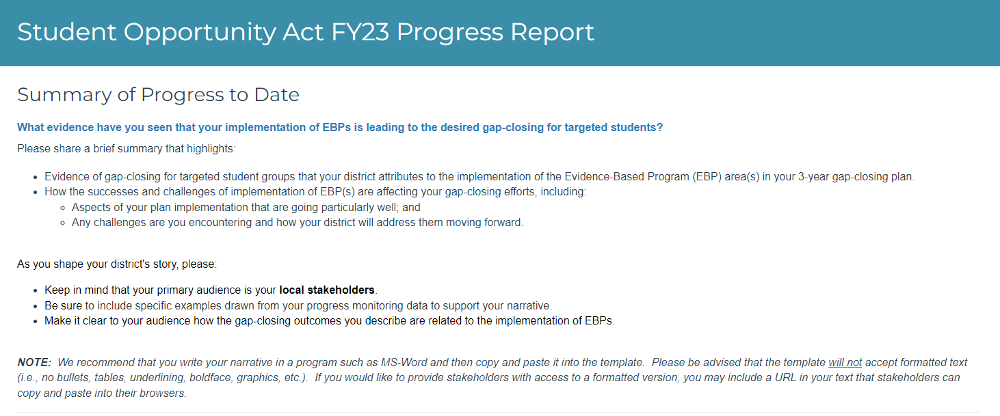 Student Opportunity Act FY23 Progress Report
Summary of Progress to Date
What evidence have you seen that your implementation of EBPs is leading to the desired gap-closing for targeted students?
Please share a brief summary that highlights:
• Evidence of gap-closing for targeted student groups that your district attributes to the implementation of the Evidence-Based Program (EBP) area(s) in your 3-year gap-closing plan.
• How the successes and challenges of implementation of EBP(s) are affecting your gap-closing efforts, including:
◦ Aspects of your plan implementation that are going particularly well; and
◦ Any challenges are you encountering and how your district will address them moving forward.
As you shape your district's story, please:
• Keep in mind that your primary audience is your local stakeholders.
• Be sure to include specific examples drawn from your progress monitoring data to support your narrative.
• Make it clear to your audience how the gap-closing outcomes you describe are related to the implementation of EBPs.
NOTE:  We recommend that you write your narrative in a program such as MS-Word and then copy and paste it into the template.  Please be advised that the template will not accept formatted text
(i.e., no bullets, tables, underlining, boldface, graphics, etc.).  If you would like to provide stakeholders with access to a formatted version, you may include a URL in your text that stakeholders can
copy and paste into their browsers.